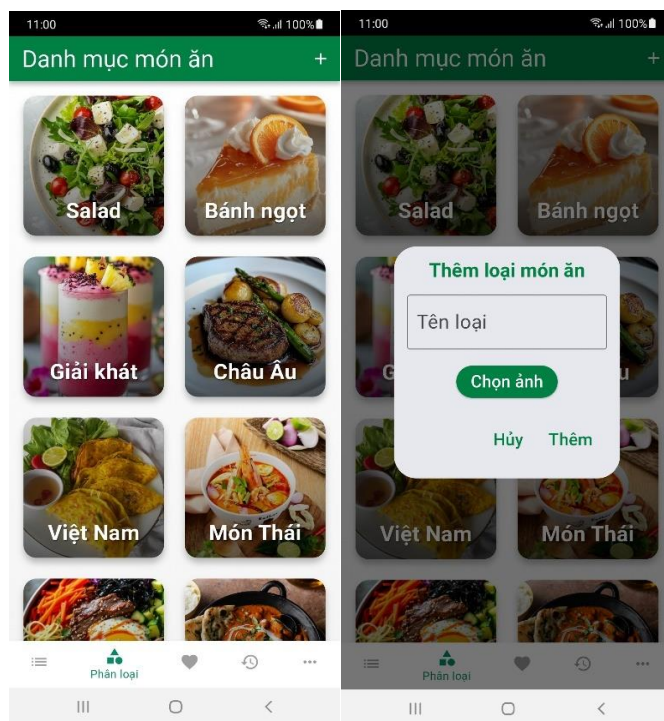 11:00 100%
Danh mục món ăn +
Salad
Bánh ngọt
Giải khát
Châu Âu
Việt Nam
Món Thái
Phân loại
11:00 100%
Danh mục món ăn +
Salad
Bánh ngọt
Thêm loại món ăn
Tên loại
Chọn ảnh
Hủy Thêm
G
u
Việt Nam
Món Thái
Phân loại